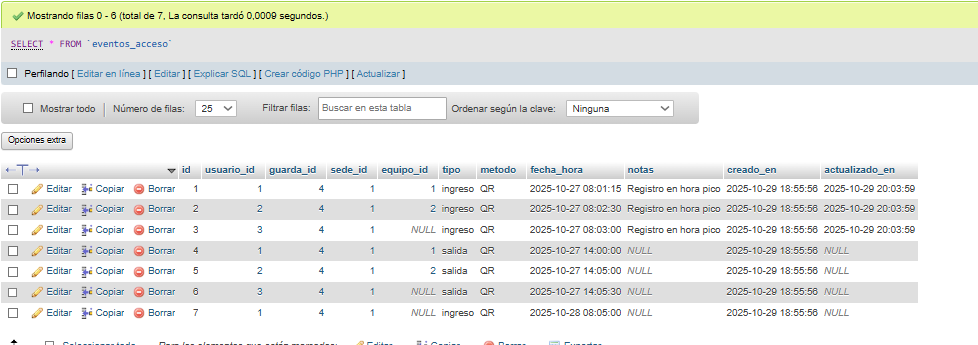 Mostrando filas 0 - 6 (total de 7, La consulta tardó 0,0009 segundos.)
SELECT * FROM `eventos_acceso`
Perfilando [ Editar en línea ] [ Editar ] [ Explicar SQL ] [ Crear código PHP ] [ Actualizar ]
Mostrar todo Número de filas: 25 Filtrar filas: Buscar en esta tabla Ordenar según la clave: Ninguna
Opciones extra
←T→ id usuario_id guarda_id sede_id equipo_id tipo metodo fecha_hora notas creado_en actualizado_en
Editar Copiar Borrar 1 1 4 1 1 ingreso QR 2025-10-27 08:01:15 Registro en hora pico 2025-10-29 18:55:56 2025-10-29 20:03:59
Editar Copiar Borrar 2 2 4 1 2 ingreso QR 2025-10-27 08:02:30 Registro en hora pico 2025-10-29 18:55:56 2025-10-29 20:03:59
Editar Copiar Borrar 3 3 4 1 NULL ingreso QR 2025-10-27 08:03:00 Registro en hora pico 2025-10-29 18:55:56 2025-10-29 20:03:59
Editar Copiar Borrar 4 1 4 1 1 salida QR 2025-10-27 14:00:00 NULL 2025-10-29 18:55:56 NULL
Editar Copiar Borrar 5 2 4 1 2 salida QR 2025-10-27 14:05:00 NULL 2025-10-29 18:55:56 NULL
Editar Copiar Borrar 6 3 4 1 NULL salida QR 2025-10-27 14:05:30 NULL 2025-10-29 18:55:56 NULL
Editar Copiar Borrar 7 1 4 1 NULL ingreso QR 2025-10-28 08:05:00 NULL 2025-10-29 18:55:56 NULL
Seleccionar todo Para los elementos que están marcados: Editar Copiar Borrar Exportar